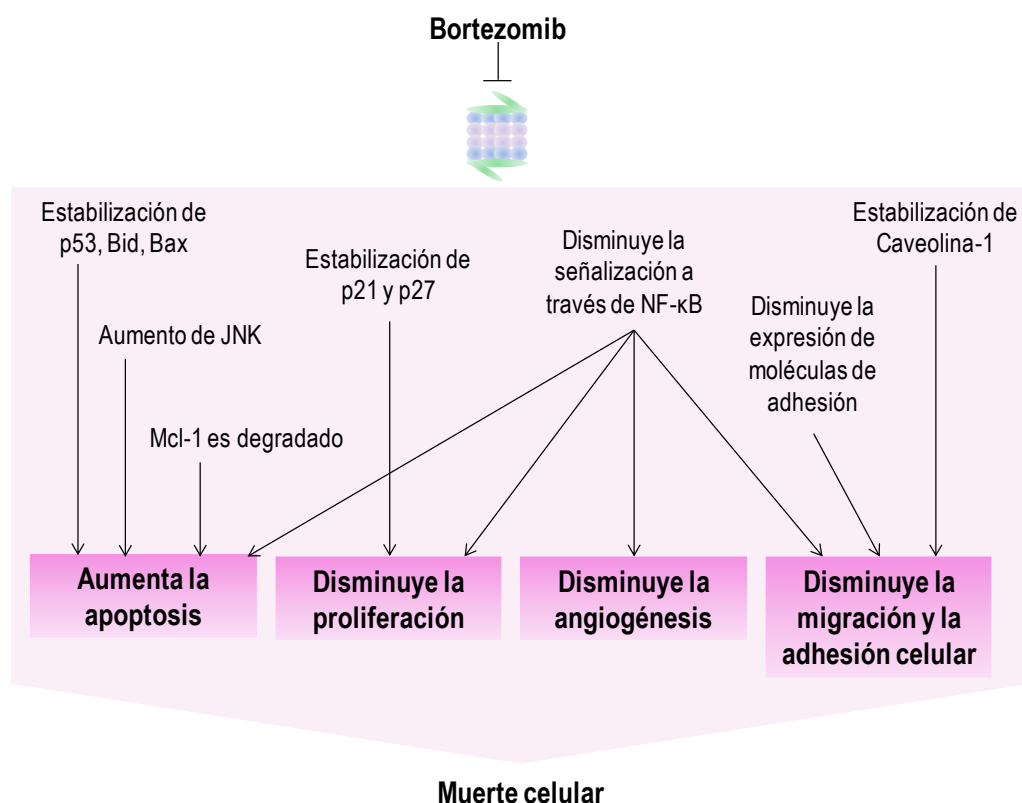 Bortezomib
Estabilización de
p53, Bid, Bax
Aumento de JNK
Mcl-1 es degradado
Estabilización de
p21 y p27
Disminuye la
señalización a
través de NF-κB
Disminuye la
expresión de
moléculas de
adhesión
Estabilización de
Caveolina-1
Aumenta la
apoptosis
Disminuye la
proliferación
Disminuye la
angiogénesis
Disminuye la
migración y la
adhesión celular
Muerte celular